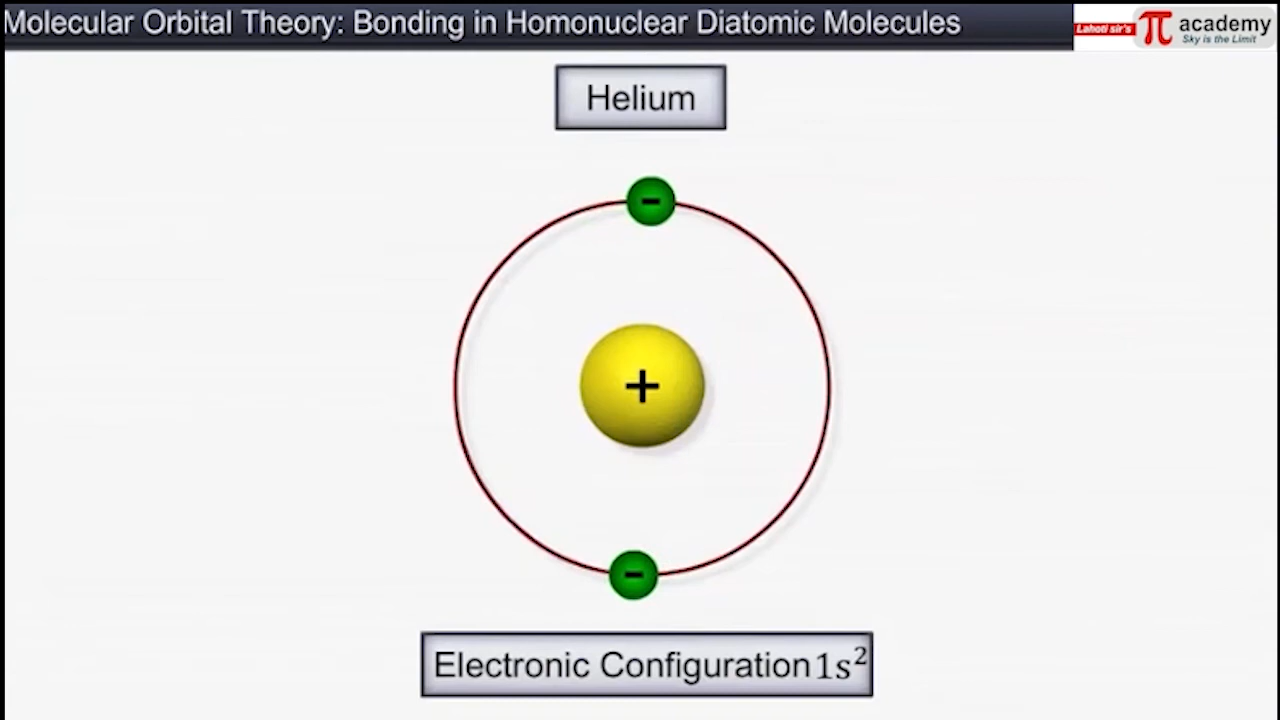 Molecular Orbital Theory: Bonding in Homonuclear Diatomic Molecules
Lahoti sir's π academy
Sky is the Limit
Helium
-
+
-
Electronic Configuration 1s²